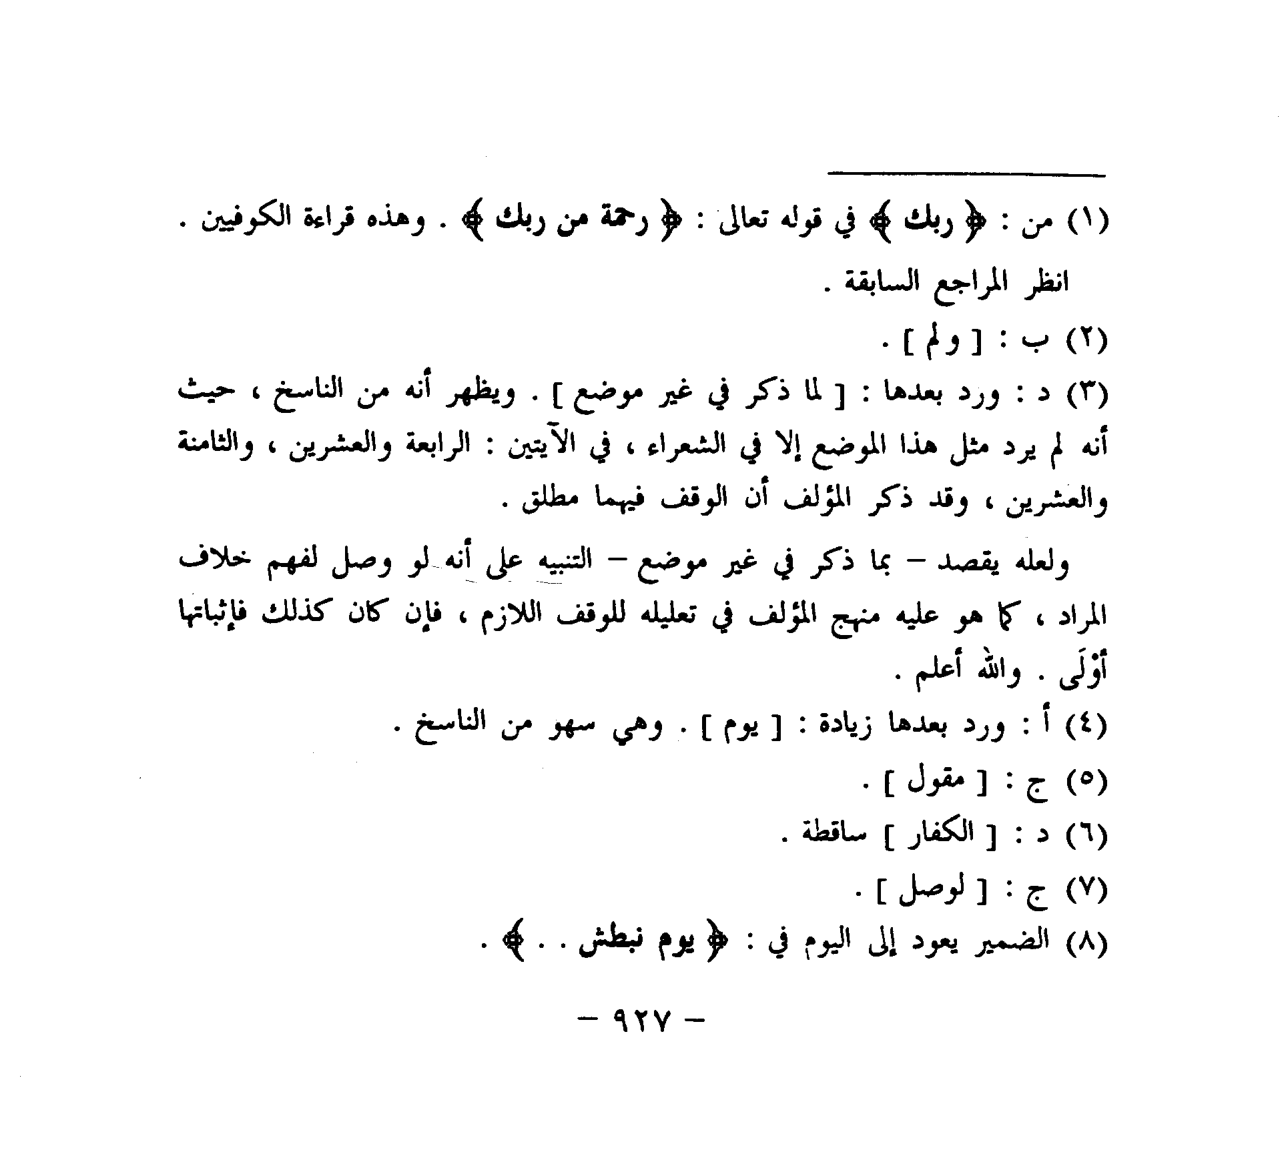 (١) من : ﴿ ربك ﴾ في قوله تعالى : ﴿ رحمة من ربك ﴾ . وهذه قراءة الكوفيين .
انظر المراجع السابقة .
(٢) ب : [ ولم ] .
(٣) د : ورد بعدها : [ لما ذكر في غير موضع ] . ويظهر أنه من الناسخ ، حيث
أنه لم يرد مثل هذا الموضع إلا في الشعراء ، في الآيتين : الرابعة والعشرين ، والثامنة
والعشرين ، وقد ذكر المؤلف أن الوقف فيهما مطلق .
ولعله يقصد – بما ذكر في غير موضع – التنبيه على أنه لو وصل لفهم خلاف
المراد ، كما هو عليه منهج المؤلف في تعليله للوقف اللازم ، فإن كان كذلك فإثباتها
أوْلَى . والله أعلم .
(٤) أ : ورد بعدها زيادة : [ يوم ] . وهي سهو من الناسخ .
(٥) ج : [ مقول ] .
(٦) د : [ الكفار ] ساقطة .
(٧) ج : [ لوصل ] .
(٨) الضمير يعود إلى اليوم في : ﴿ يوم نبطش . . ﴾ .
– ٩٢٧ –